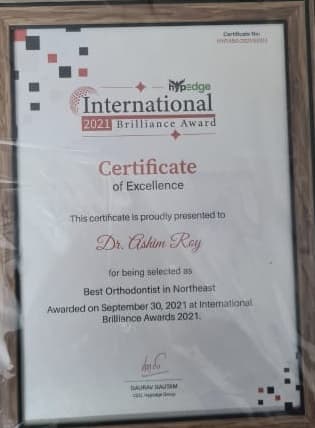 Certificate No:
hypedge
International
2021 Brilliance Award
Certificate
of Excellence
This certificate is proudly presented to
Dr. Ashim Roy
for being selected as
Best Orthodontist in Northeast
Awarded on September 30, 2021 at International
Brilliance Awards 2021.
GAURAV GAUTAM
CEO, Hypedge Group